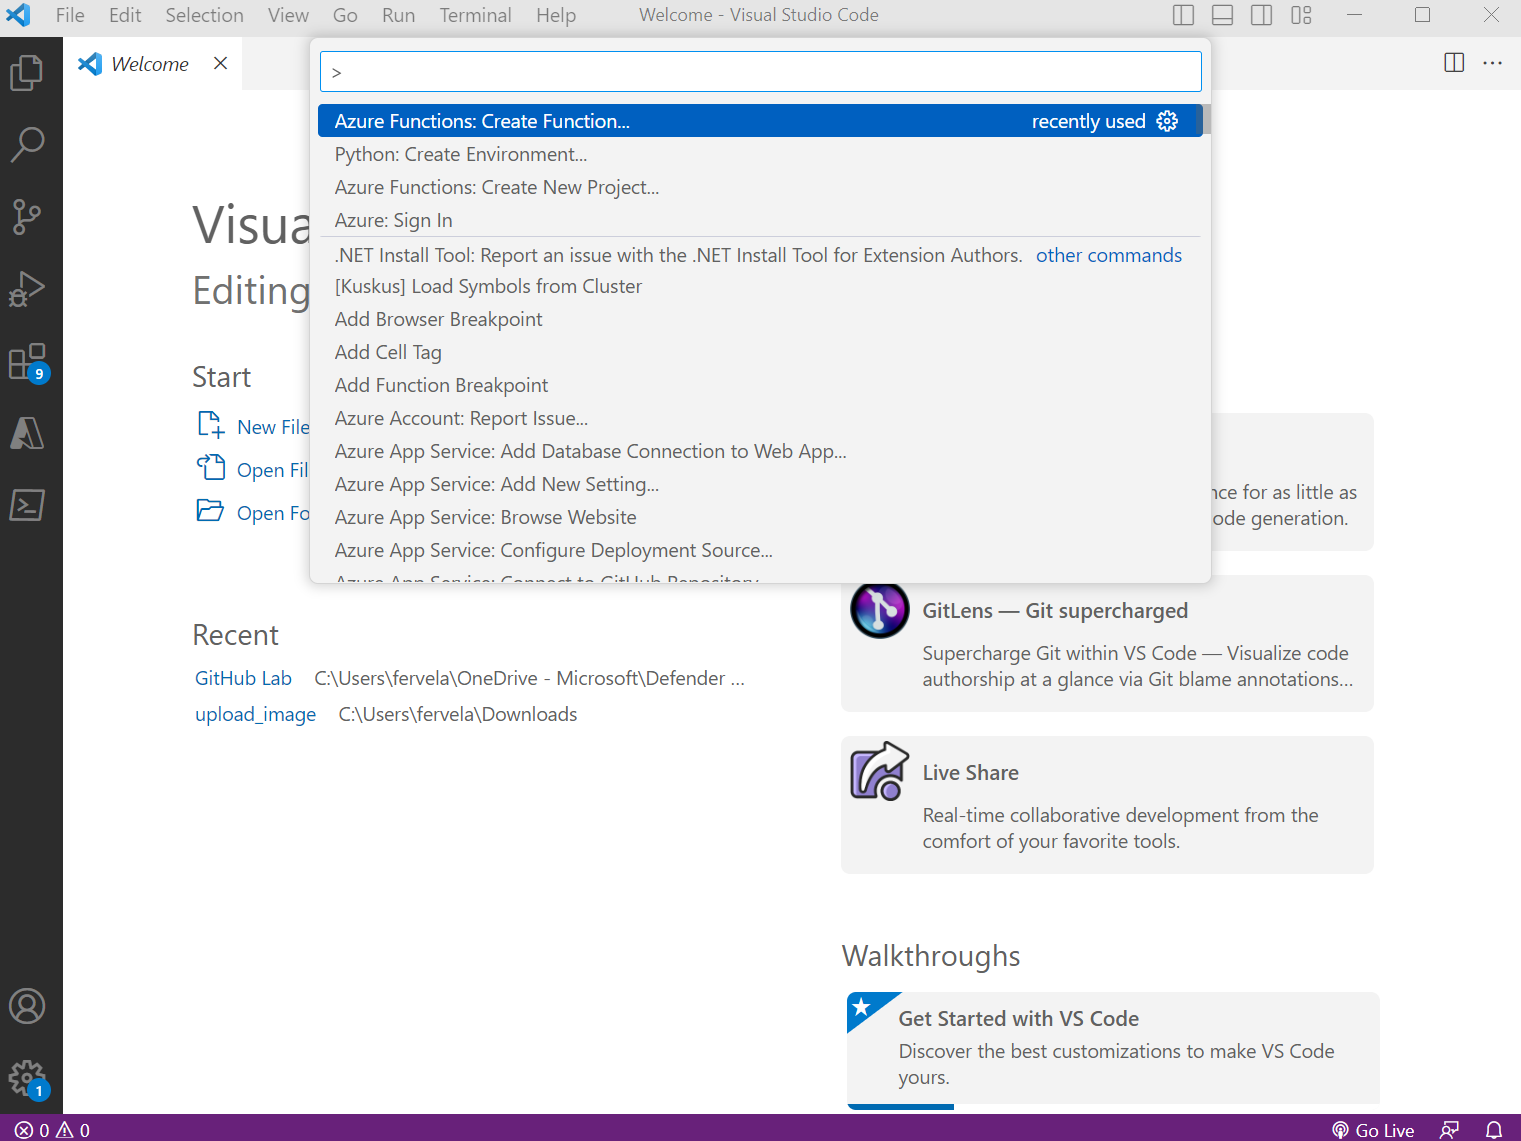 File Edit Selection View Go Run Terminal Help Welcome - Visual Studio Code
Welcome
>
Azure Functions: Create Function... recently used
Python: Create Environment...
Azure Functions: Create New Project...
Azure: Sign In
.NET Install Tool: Report an issue with the .NET Install Tool for Extension Authors. other commands
[Kuskus] Load Symbols from Cluster
Add Browser Breakpoint
Add Cell Tag
Add Function Breakpoint
Azure Account: Report Issue...
Azure App Service: Add Database Connection to Web App...
Azure App Service: Add New Setting...
Azure App Service: Browse Website
Azure App Service: Configure Deployment Source...
Azure App Service: Connect to GitHub Repository
Visua
Editing
Start
New File
Open Fil
Open Fo
9
Recent
GitHub Lab C:\Users\fervela\OneDrive - Microsoft\Defender ...
upload_image C:\Users\fervela\Downloads
nce for as little as
ode generation.
GitLens — Git supercharged
Supercharge Git within VS Code — Visualize code
authorship at a glance via Git blame annotations...
Live Share
Real-time collaborative development from the
comfort of your favorite tools.
Walkthroughs
Get Started with VS Code
Discover the best customizations to make VS Code
yours.
1
0 0 Go Live